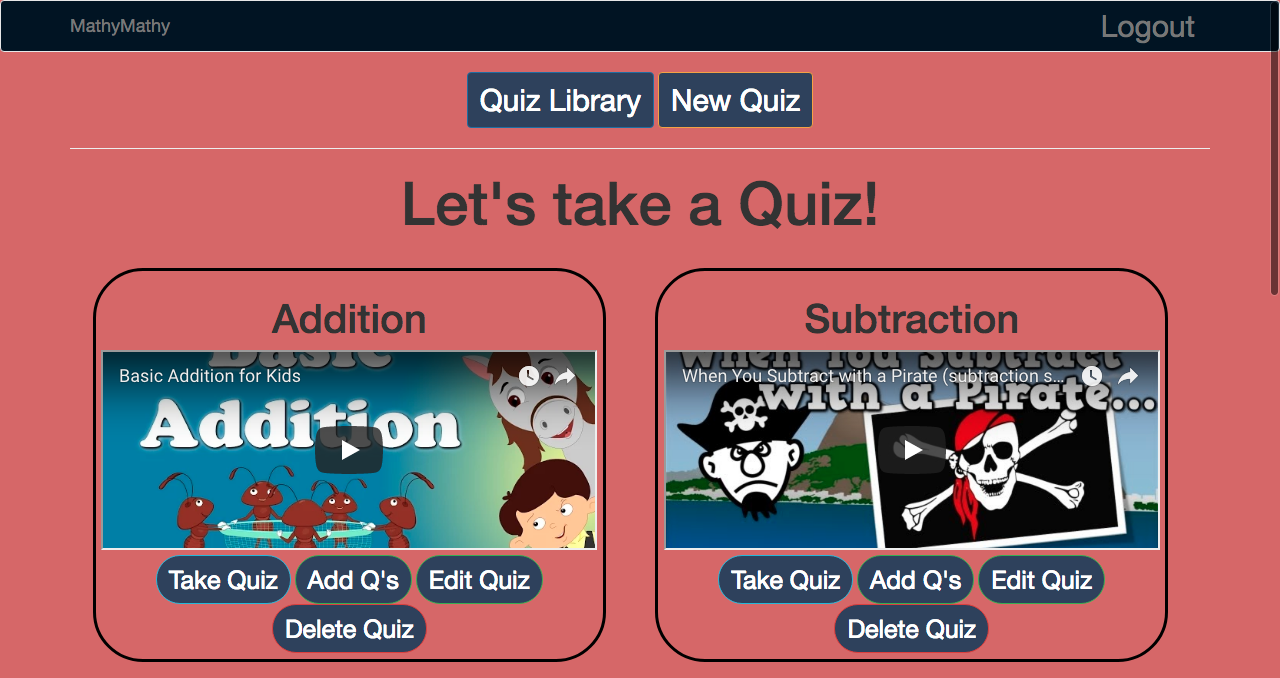 MathyMathy Logout
Quiz Library New Quiz
Let's take a Quiz!
Addition
Basic
Basic Addition for Kids
Addition
Take Quiz Add Q's Edit Quiz
Delete Quiz
Subtraction
When You Subtract
When You Subtract with a Pirate (subtraction s...
with a Pirate...
Take Quiz Add Q's Edit Quiz
Delete Quiz